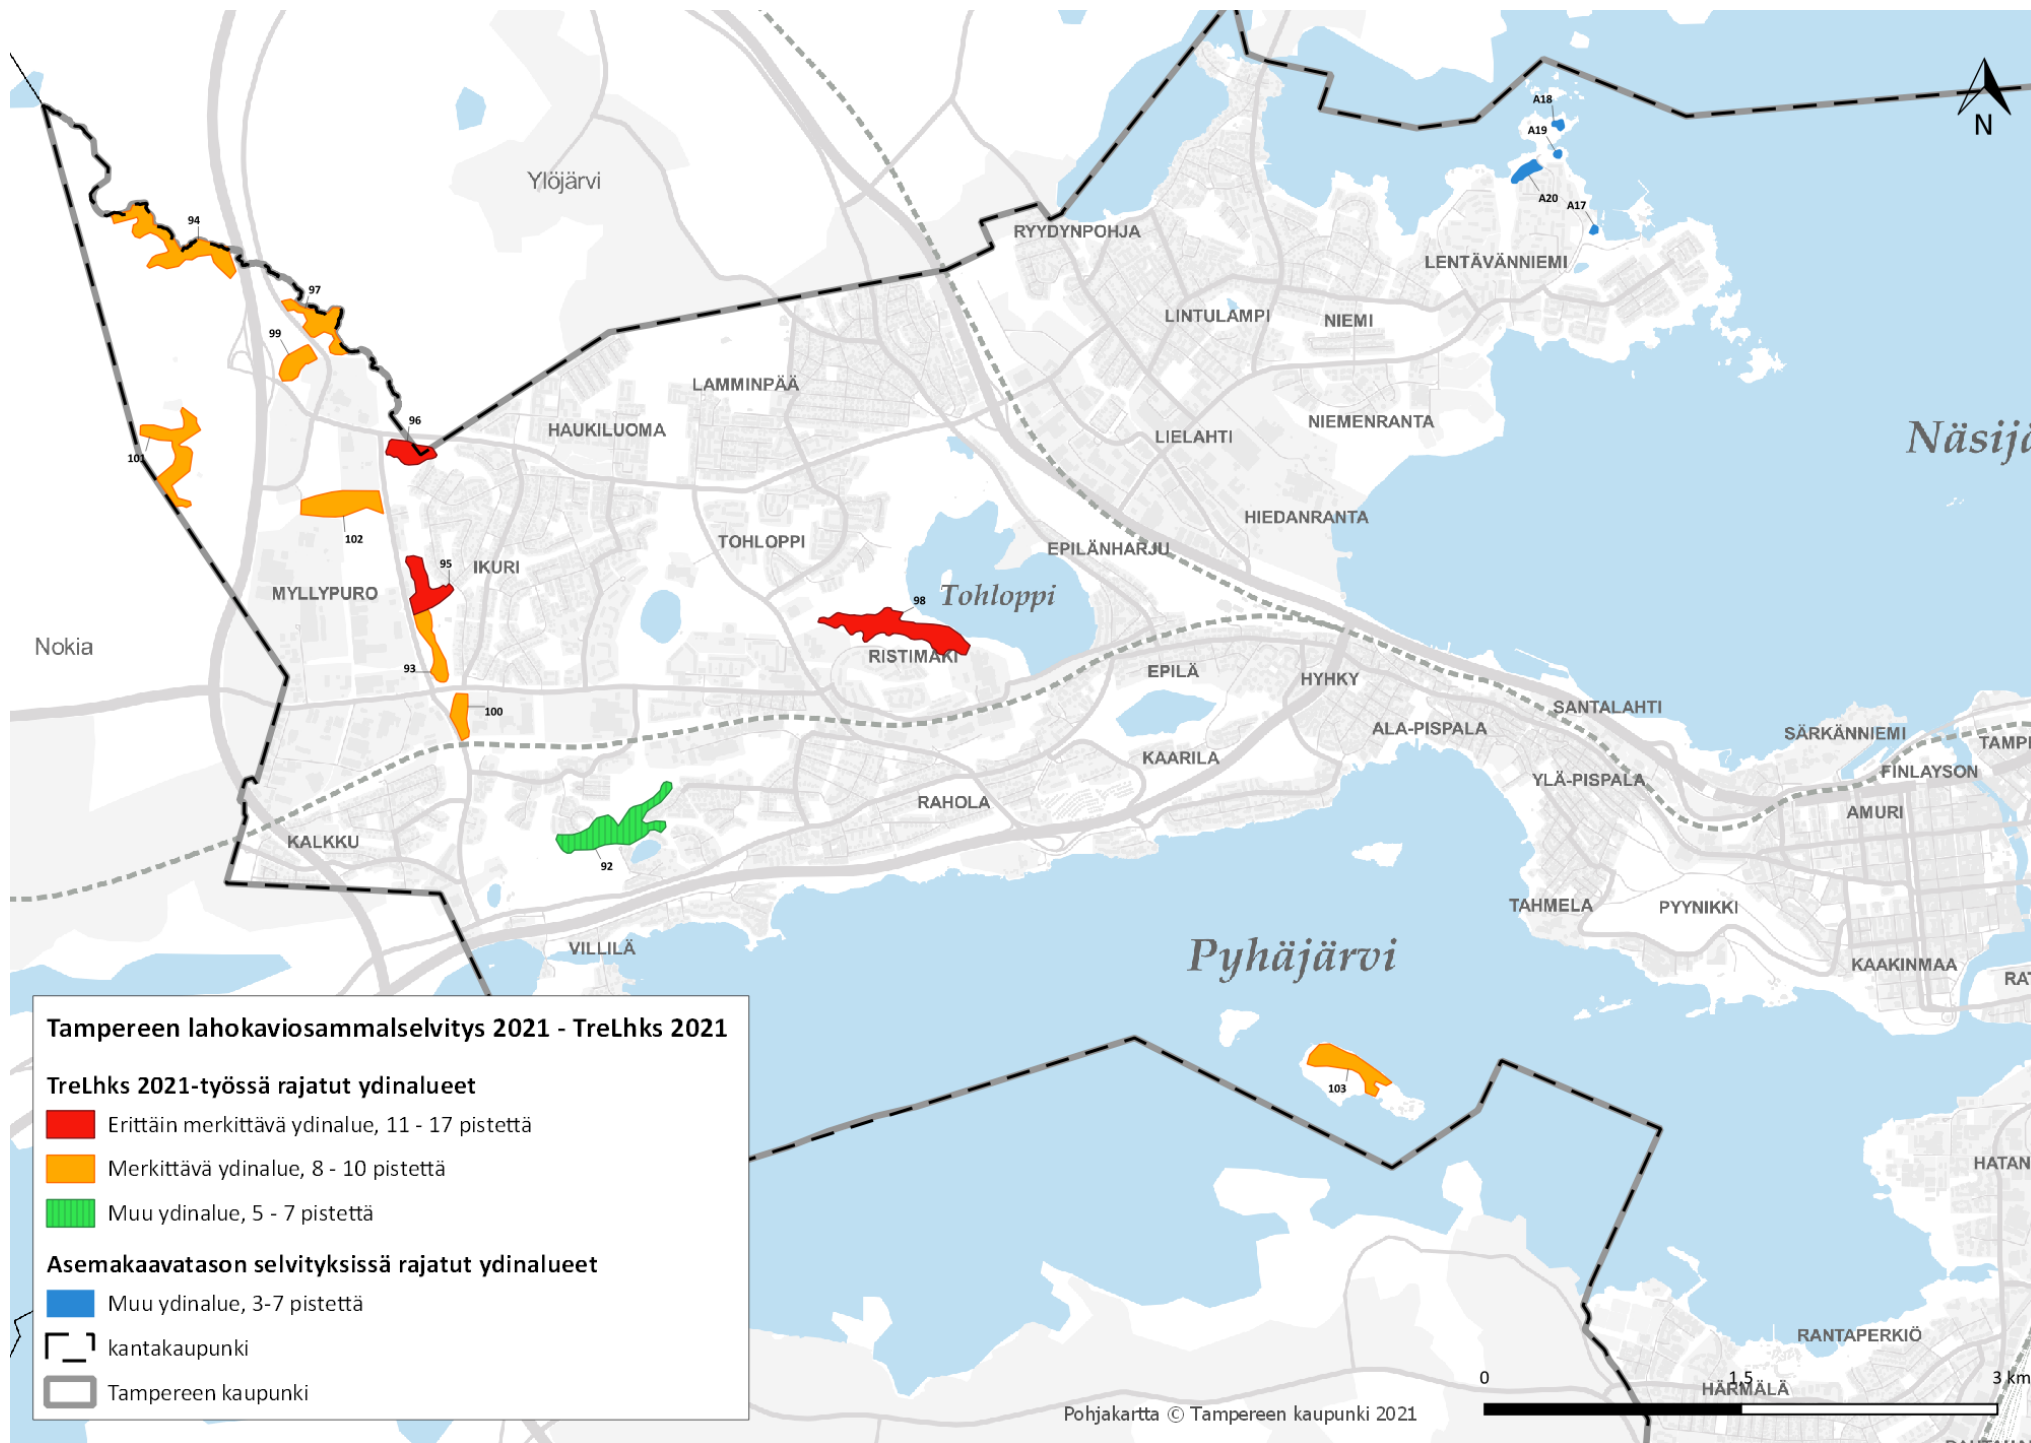 A18
A19
N
Ylöjärvi
A20
A17
94
RYYDYNPOHJA
LENTÄVÄNNIEMI
97
LINTULAMPI
NIEMI
99
LAMMINPÄÄ
96
HAUKILUOMA
NIEMENRANTA
LIELAHTI
Näsijä
101
HIEDANRANTA
102
TOHLOPPI
EPILÄNHARJU
95
IKURI
MYLLYPURO
Tohloppi
98
Nokia
RISTIMÄKI
93
EPILÄ
HYHKY
100
SANTALAHTI
ALA-PISPALA
SÄRKÄNNIEMI
TAMPE
KAARILA
FINLAYSON
YLÄ-PISPALA
RAHOLA
AMURI
KALKKU
92
TAHMELA
PYYNIKKI
VILLILÄ
Pyhäjärvi
KAAKINMAA
RAT
103
HATAN
RANTAPERKIÖ
HÄRMÄLÄ
Tampereen lahokaviosammalselvitys 2021 - TreLhks 2021
TreLhks 2021-työssä rajatut ydinalueet
Erittäin merkittävä ydinalue, 11 - 17 pistettä
Merkittävä ydinalue, 8 - 10 pistettä
Muu ydinalue, 5 - 7 pistettä
Asemakaavatason selvityksissä rajatut ydinalueet
Muu ydinalue, 3-7 pistettä
kantakaupunki
Tampereen kaupunki
0 1,5 3 km
Pohjakartta © Tampereen kaupunki 2021